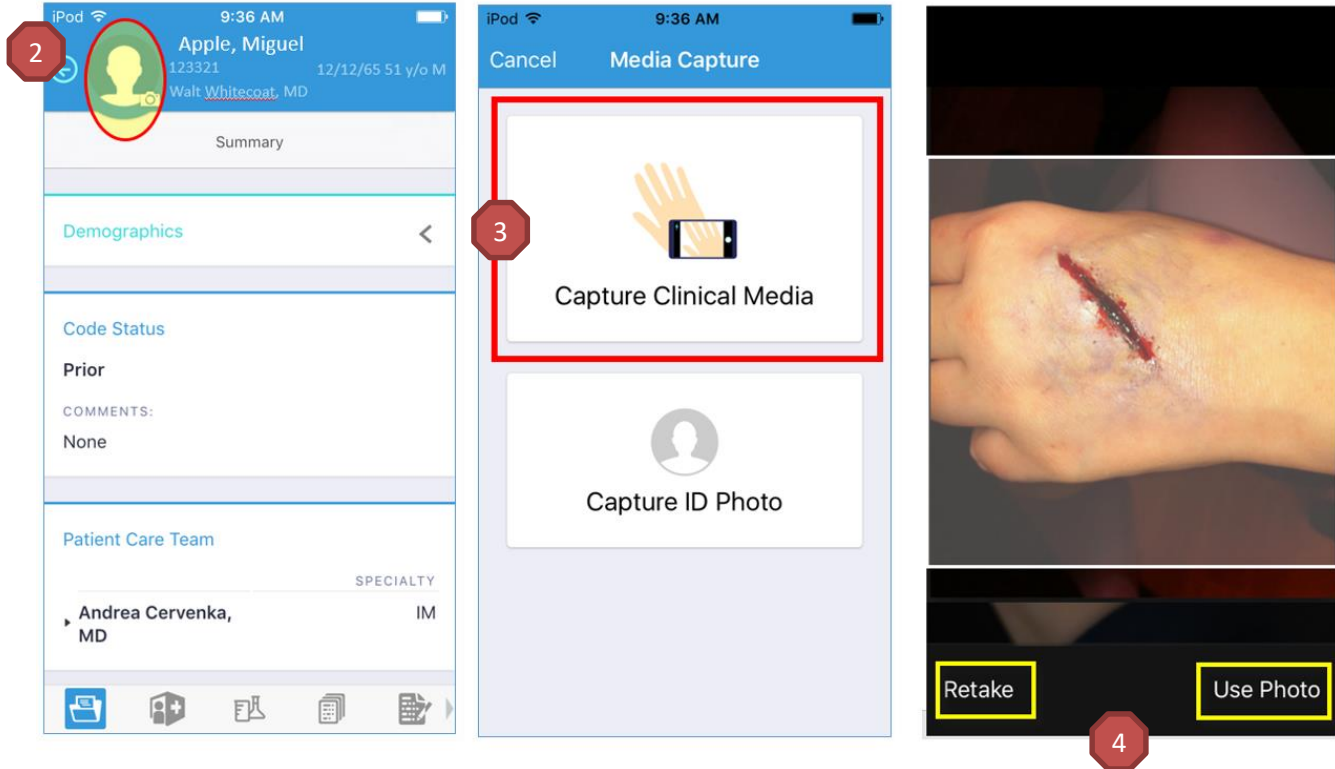 2
iPod 9:36 AM
Apple, Miguel
123321 12/12/65 51 y/o M
Walt Whitecoat, MD
Summary
Demographics
Code Status
Prior
COMMENTS:
None
Patient Care Team
SPECIALTY
Andrea Cervenka, IM
MD
iPod 9:36 AM
Cancel Media Capture
3
Capture Clinical Media
Capture ID Photo
Retake Use Photo
4